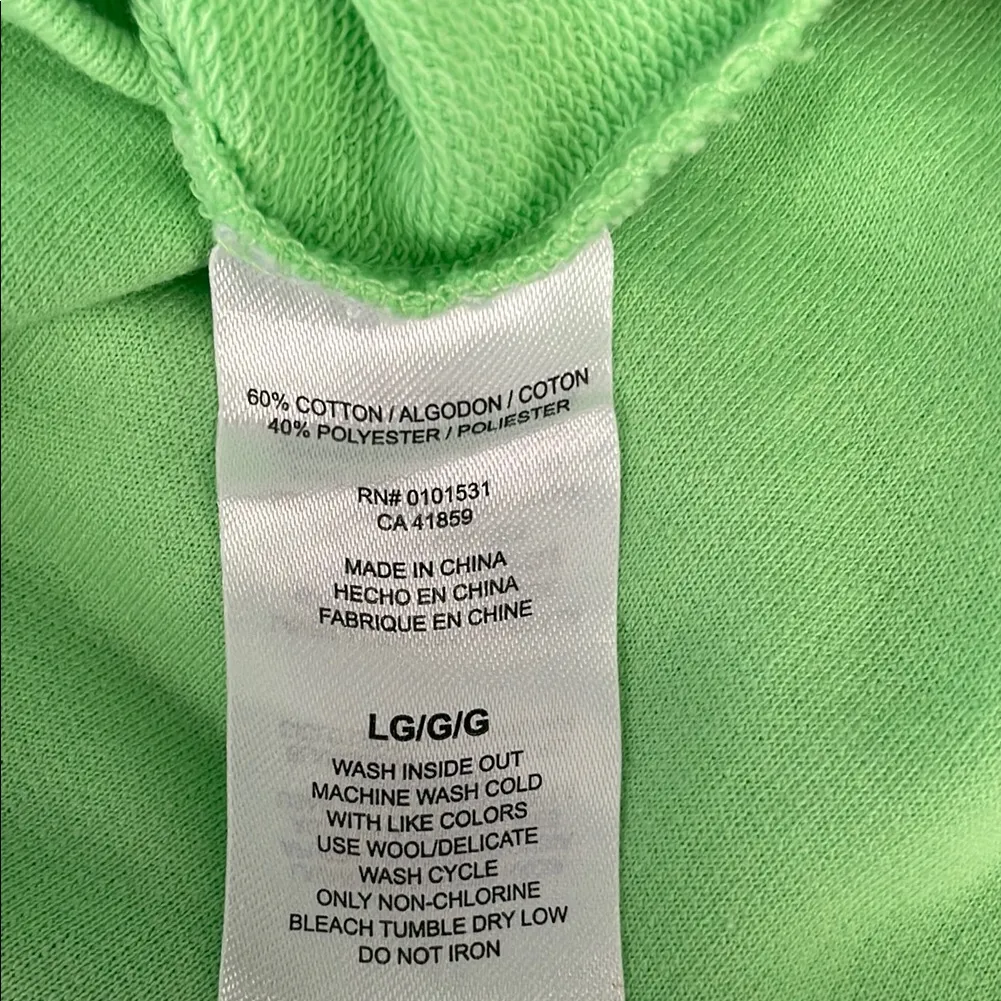 60% COTTON / ALGODON / COTON
40% POLYESTER / POLIESTER
RN# 0101531
CA 41859
MADE IN CHINA
HECHO EN CHINA
FABRIQUE EN CHINE
LG/G/G
WASH INSIDE OUT
MACHINE WASH COLD
WITH LIKE COLORS
USE WOOL/DELICATE
WASH CYCLE
ONLY NON-CHLORINE
BLEACH TUMBLE DRY LOW
DO NOT IRON